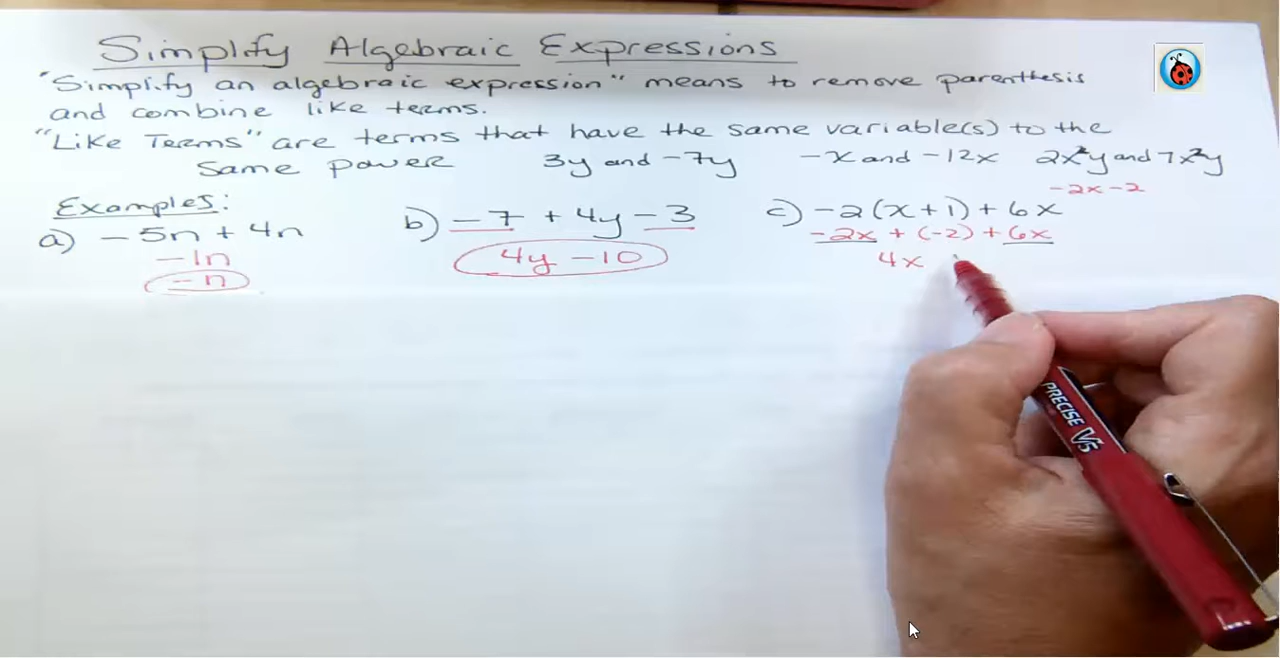 Simplify Algebraic Expressions
"Simplify an algebraic expression" means to remove parenthesis
and combine like terms.
"Like Terms" are terms that have the same variable(s) to the
same power 3y and -7y -x and -12x 2x²y and 7x²y
-2x-2
Examples:
a) -5n + 4n
-1n
-n
b) -7 + 4y - 3
4y - 10
c) -2(x+1) + 6x
-2x + (-2) + 6x
4x
PRECISE V5